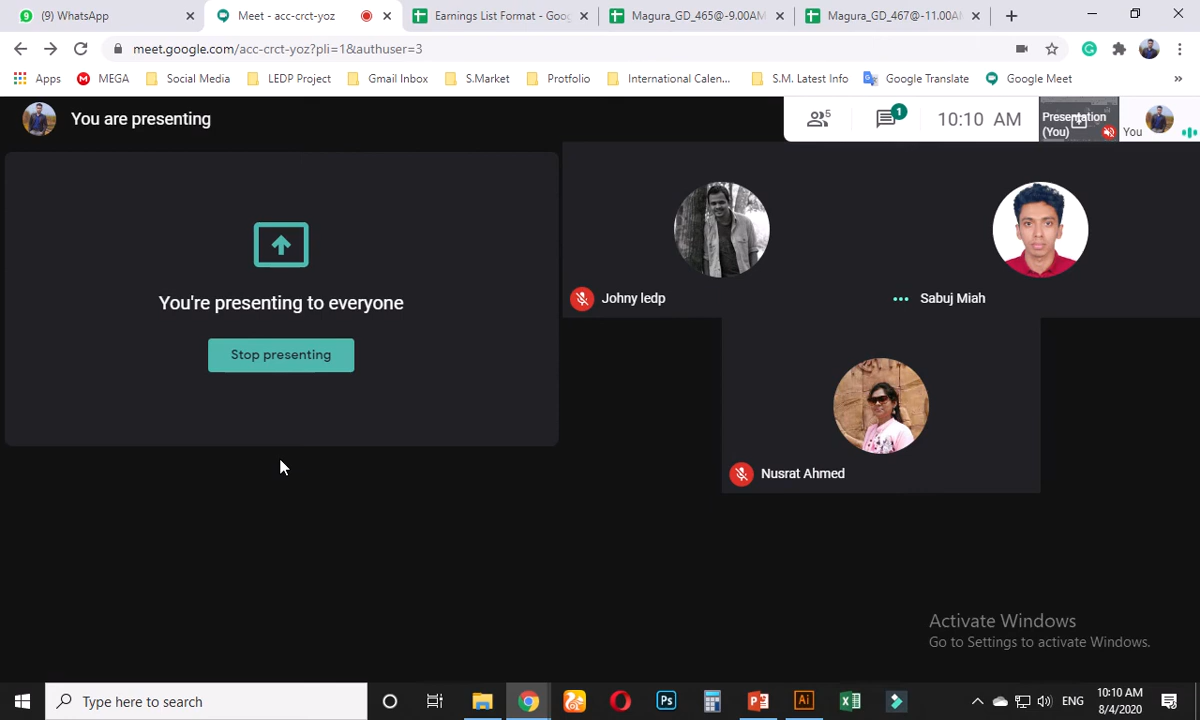 (9) WhatsApp
Meet - acc-crct-yoz
Earnings List Format - Goog
Magura_GD_465@-9.00AM
Magura_GD_467@-11.00AM
meet.google.com/acc-crct-yoz?pli=1&authuser=3
Apps
MEGA
Social Media
LEDP Project
Gmail Inbox
S.Market
Protfolio
International Calen...
S.M. Latest Info
Google Translate
Google Meet
»
You are presenting
5
1
10:10 AM
Presentation
(You)
You
You're presenting to everyone
Stop presenting
Johny ledp
Sabuj Miah
Nusrat Ahmed
Activate Windows
Go to Settings to activate Windows.
Type here to search
Ps
Ai
ENG
10:10 AM
8/4/2020